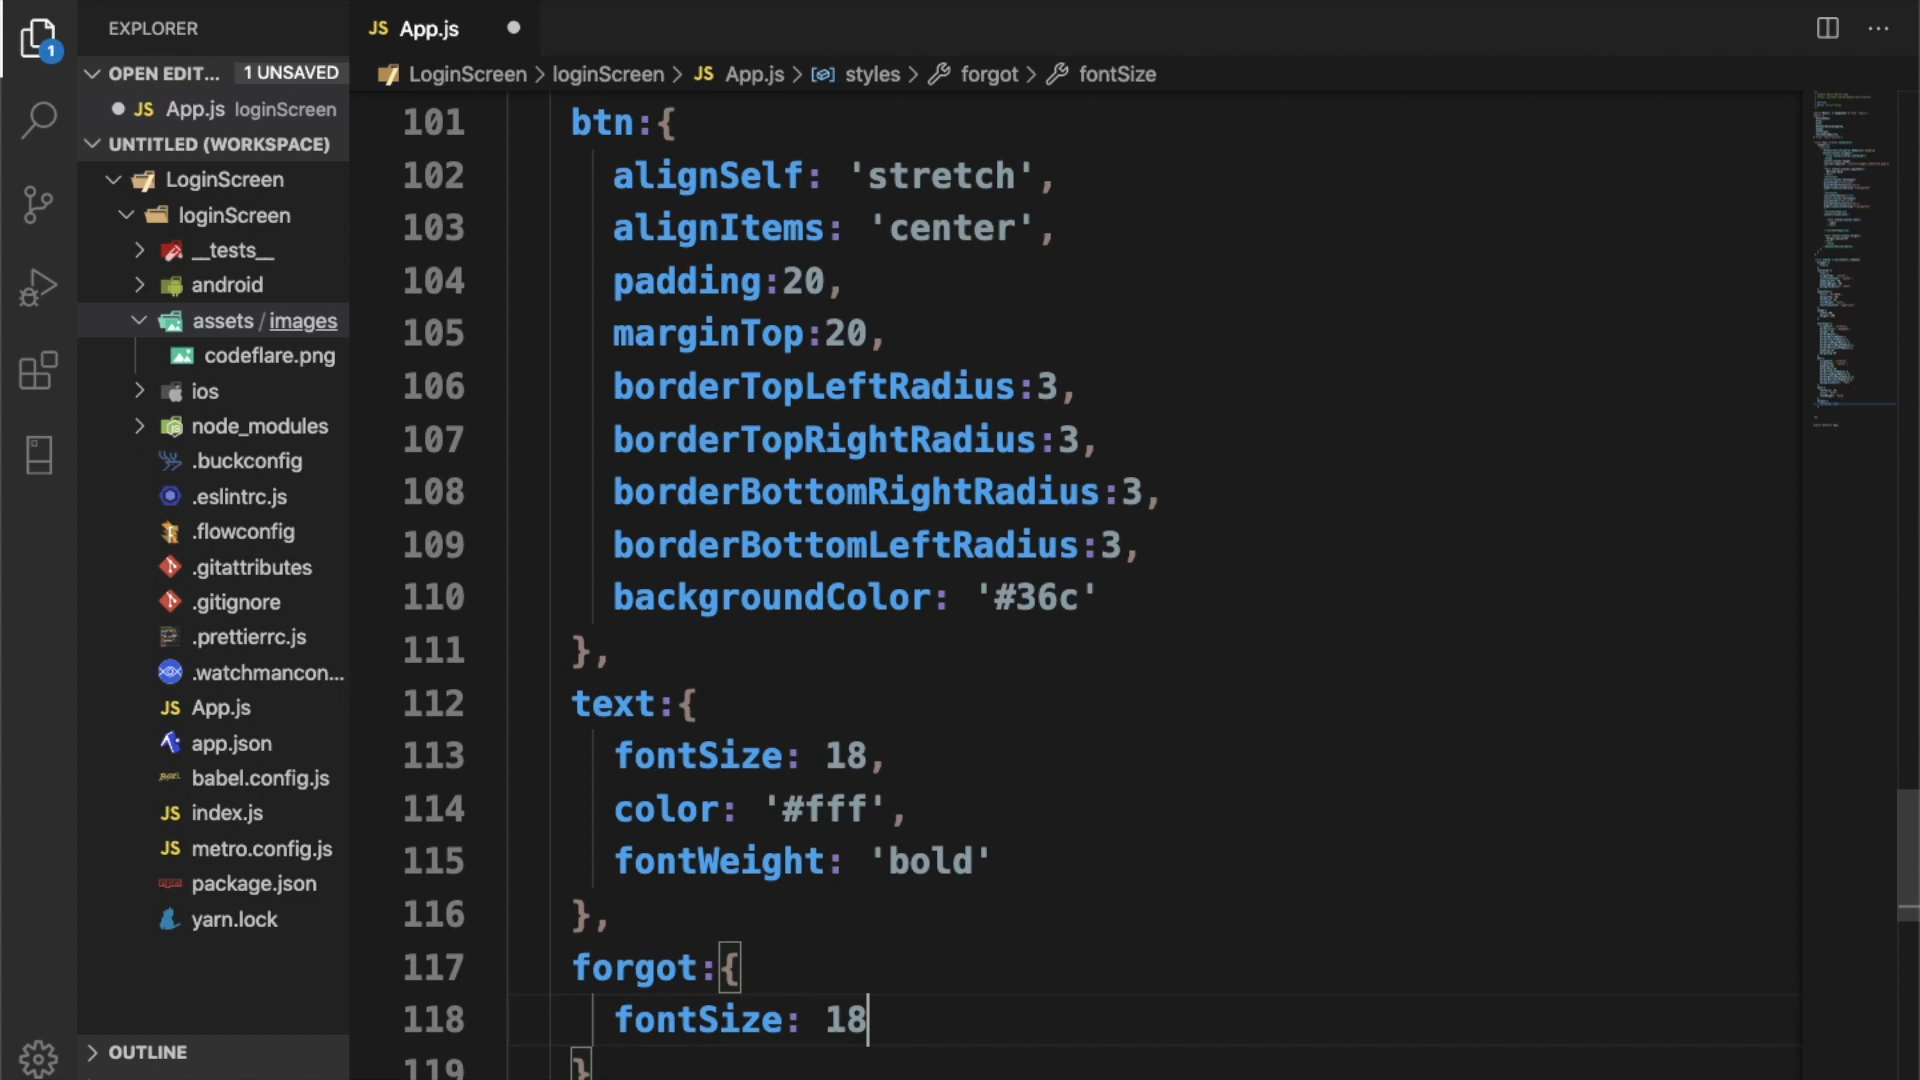 EXPLORER
OPEN EDIT... 1 UNSAVED
JS App.js loginScreen
UNTITLED (WORKSPACE)
LoginScreen
loginScreen
__tests__
android
assets / images
codeflare.png
ios
node_modules
.buckconfig
.eslintrc.js
.flowconfig
.gitattributes
.gitignore
.prettierrc.js
.watchmancon...
JS App.js
app.json
babel.config.js
JS index.js
JS metro.config.js
package.json
yarn.lock
OUTLINE
1
JS App.js
LoginScreen > loginScreen > JS App.js > styles > forgot > fontSize
101 btn:{
102 alignSelf: 'stretch',
103 alignItems: 'center',
104 padding:20,
105 marginTop:20,
106 borderTopLeftRadius:3,
107 borderTopRightRadius:3,
108 borderBottomRightRadius:3,
109 borderBottomLeftRadius:3,
110 backgroundColor: '#36c'
111 },
112 text:{
113 fontSize: 18,
114 color: '#fff',
115 fontWeight: 'bold'
116 },
117 forgot:{
118 fontSize: 18
119 }